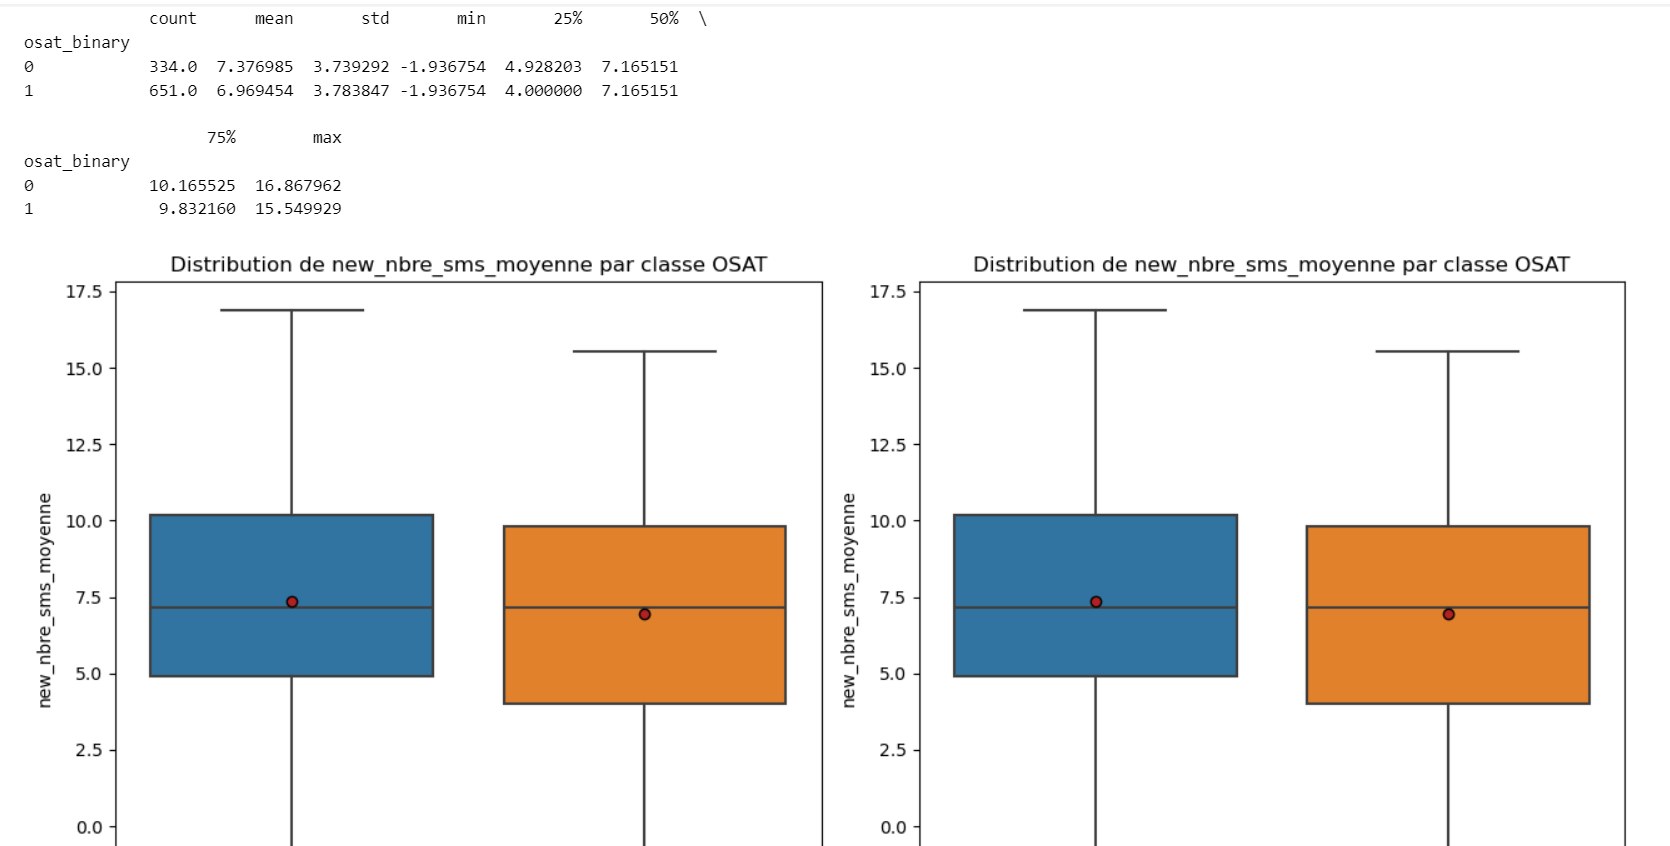 count mean std min 25% 50% \
osat_binary
0 334.0 7.376985 3.739292 -1.936754 4.928203 7.165151
1 651.0 6.969454 3.783847 -1.936754 4.000000 7.165151
75% max
osat_binary
0 10.165525 16.867962
1 9.832160 15.549929
Distribution de new_nbre_sms_moyenne par classe OSAT
17.5
15.0
12.5
10.0
7.5
5.0
2.5
0.0
new_nbre_sms_moyenne
Distribution de new_nbre_sms_moyenne par classe OSAT
17.5
15.0
12.5
10.0
7.5
5.0
2.5
0.0
new_nbre_sms_moyenne